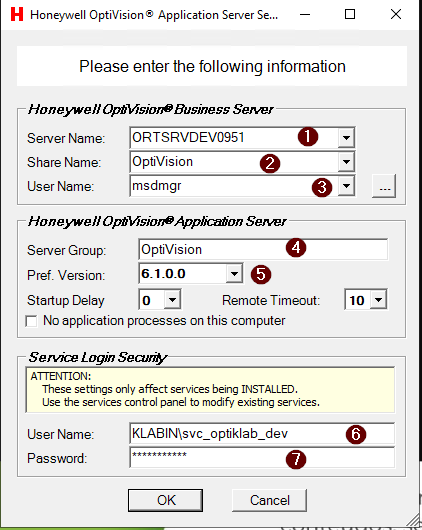 H Honeywell OptiVision® Application Server Se...
Please enter the following information
Honeywell OptiVision® Business Server
Server Name: ORTSRVDEV0951 1
Share Name: OptiVision 2
User Name: msdmgr 3 ...
Honeywell OptiVision® Application Server
Server Group: OptiVision 4
Pref. Version: 6.1.0.0 5
Startup Delay 0 Remote Timeout: 10
No application processes on this computer
Service Login Security
ATTENTION:
These settings only affect services being INSTALLED.
Use the services control panel to modify existing services.
User Name: KLABIN\svc_optiklab_dev 6
Password: *********** 7
OK Cancel